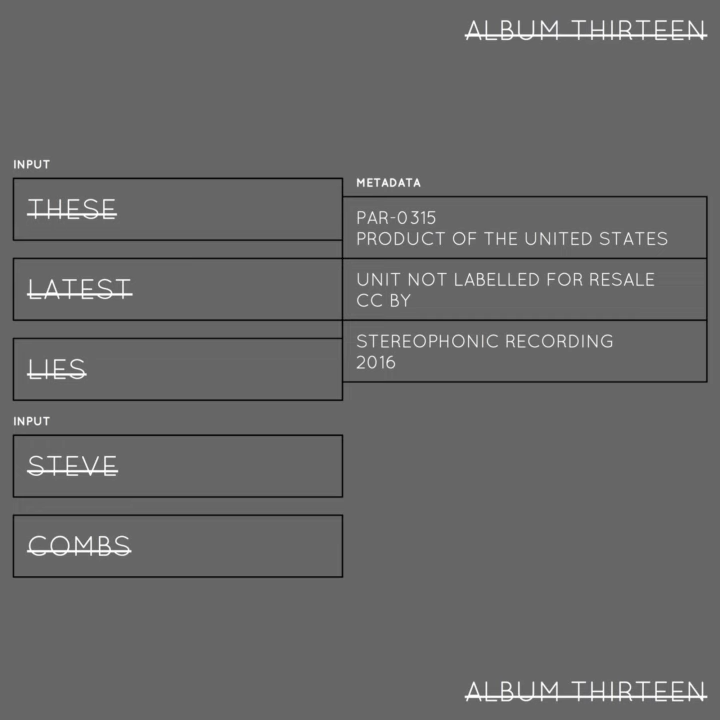 ALBUM THIRTEEN
INPUT
THESE
LATEST
LIES
METADATA
PAR-0315
PRODUCT OF THE UNITED STATES
UNIT NOT LABELLED FOR RESALE
CC BY
STEREOPHONIC RECORDING
2016
INPUT
STEVE
COMBS
ALBUM THIRTEEN